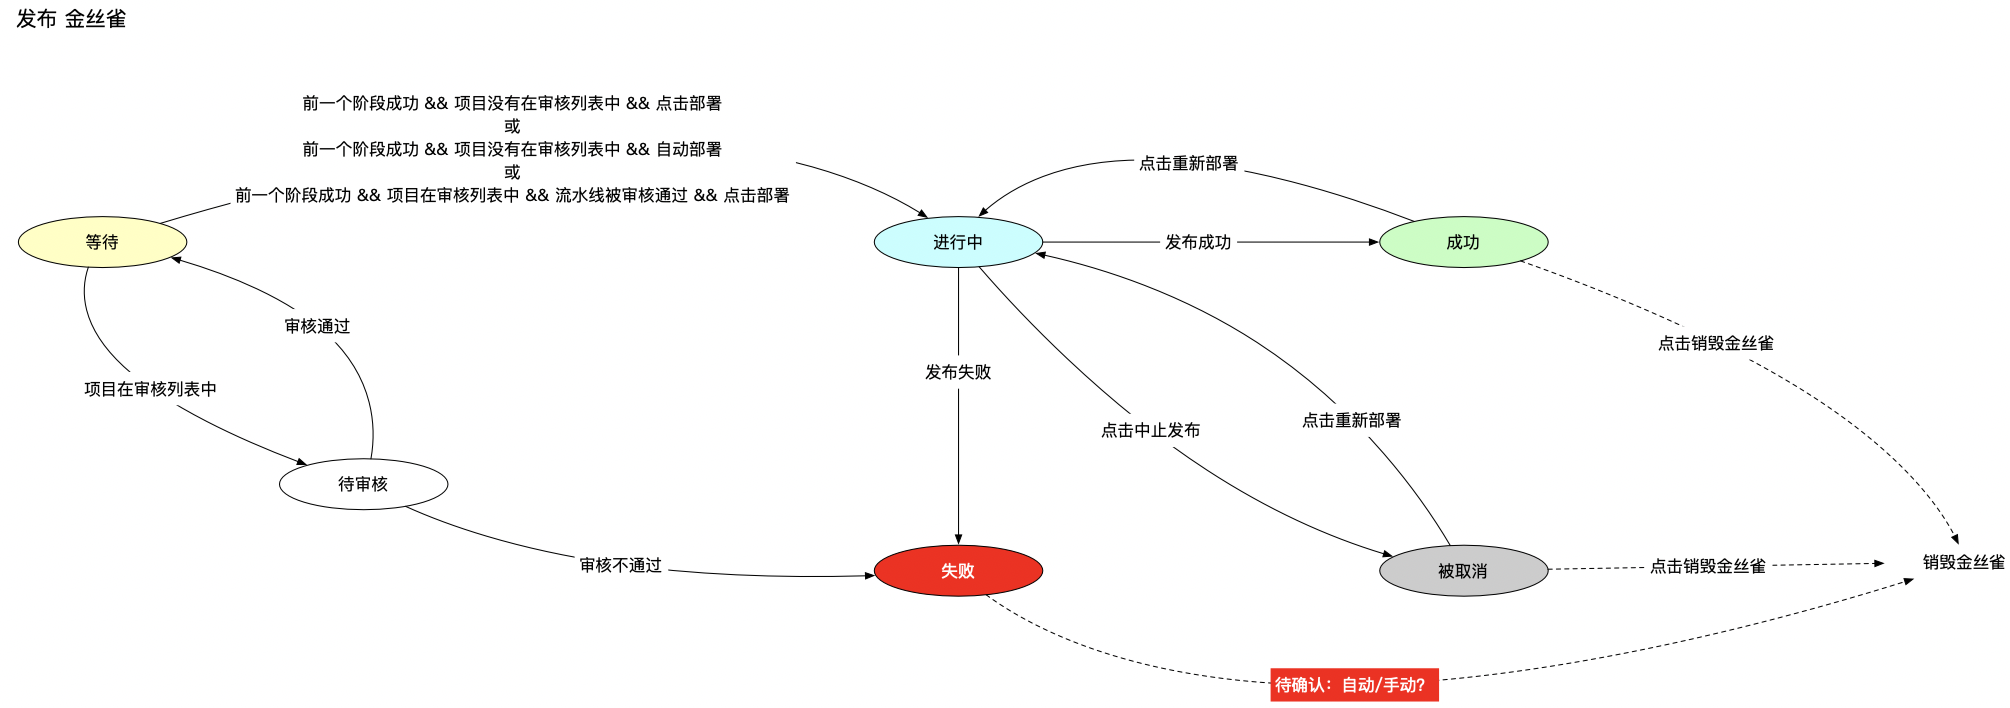 发布 金丝雀
前一个阶段成功 && 项目没有在审核列表中 && 点击部署
或
前一个阶段成功 && 项目没有在审核列表中 && 自动部署
或
前一个阶段成功 && 项目在审核列表中 && 流水线被审核通过 && 点击部署
点击重新部署
等待
进行中
发布成功
成功
审核通过
点击销毁金丝雀
发布失败
项目在审核列表中
点击重新部署
点击中止发布
待审核
审核不通过
失败
被取消
点击销毁金丝雀
销毁金丝雀
待确认：自动/手动？